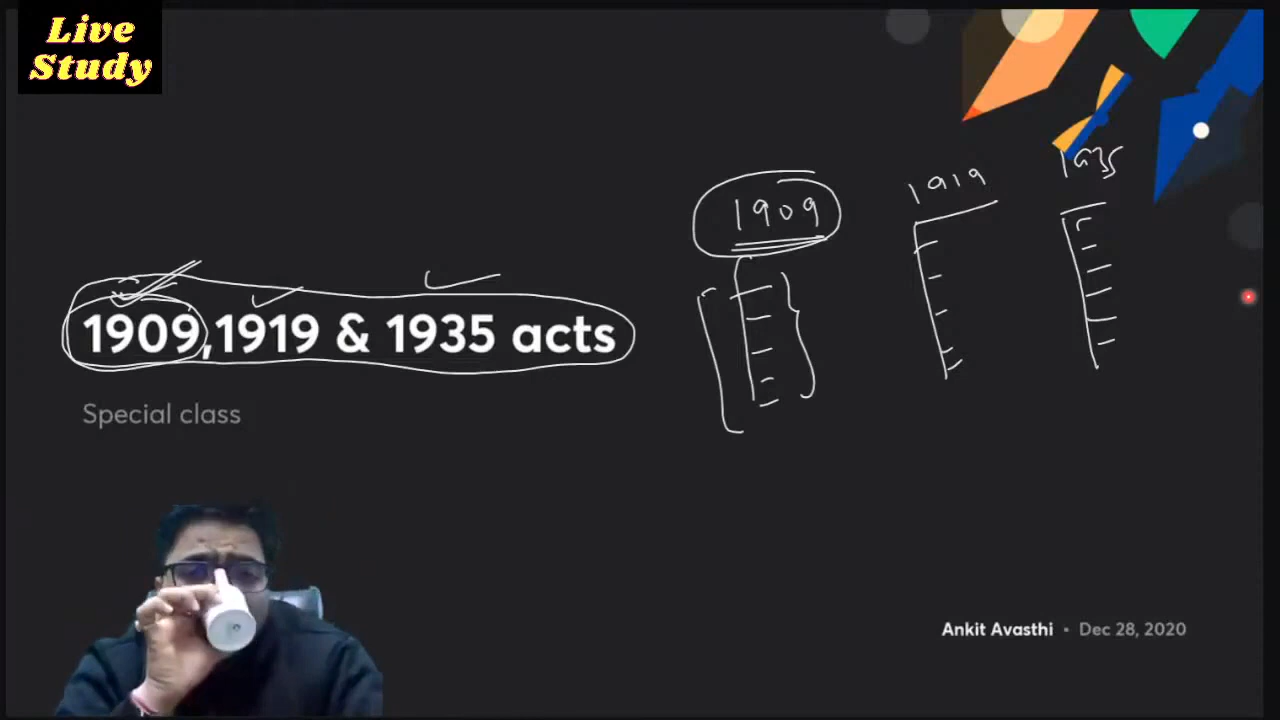 Live
Study
1909
1919
1935
1909,1919 & 1935 acts
Special class
Ankit Avasthi • Dec 28, 2020